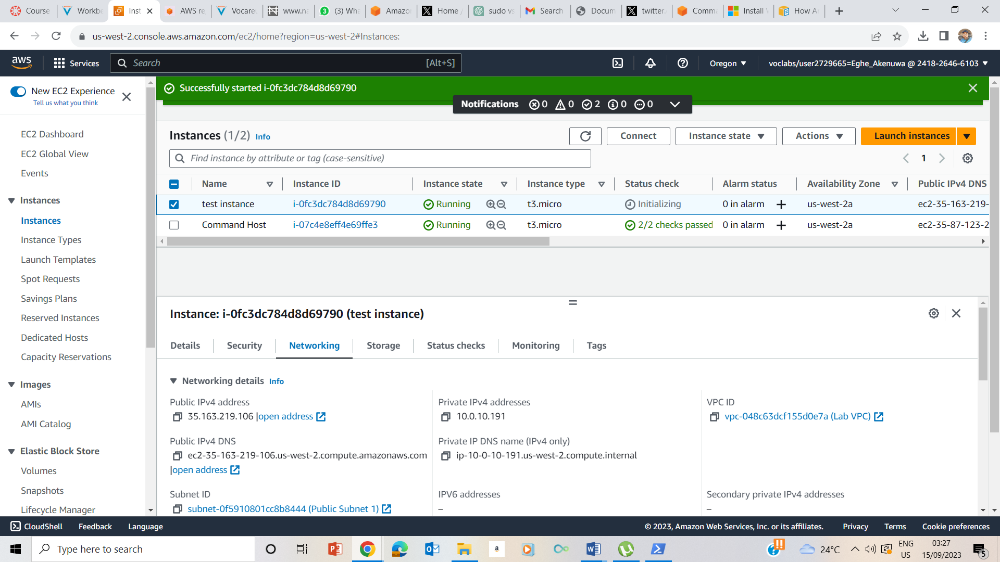 Course
Workbe
Inst
AWS re
Vocareu
www.na
(3) Wha
Amazo
Home /
sudo vs
Search
Docum
twitter.
Comma
Install
How A
us-west-2.console.aws.amazon.com/ec2/home?region=us-west-2#Instances:
aws
Services
Search
[Alt+S]
Oregon
voclabs/user2729665=Eghe_Akenuwa @ 2418-2646-6103
New EC2 Experience
Tell us what you think
EC2 Dashboard
EC2 Global View
Events
Instances
Instances
Instance Types
Launch Templates
Spot Requests
Savings Plans
Reserved Instances
Dedicated Hosts
Capacity Reservations
Images
AMIs
AMI Catalog
Elastic Block Store
Volumes
Snapshots
Lifecycle Manager
Successfully started i-0fc3dc784d8d69790
Notifications 0 0 2 0 0
Instances (1/2) Info
Connect
Instance state
Actions
Launch instances
Find instance by attribute or tag (case-sensitive)
1
Name Instance ID Instance state Instance type Status check Alarm status Availability Zone Public IPv4 DNS
test instance i-0fc3dc784d8d69790 Running t3.micro Initializing 0 in alarm us-west-2a ec2-35-163-219-
Command Host i-07c4e8eff4e69ffe3 Running t3.micro 2/2 checks passed 0 in alarm us-west-2a ec2-35-87-123-2
Instance: i-0fc3dc784d8d69790 (test instance)
Details Security Networking Storage Status checks Monitoring Tags
Networking details Info
Public IPv4 address
35.163.219.106 |open address
Private IPv4 addresses
10.0.10.191
VPC ID
vpc-048c63dcf155d0e7a (Lab VPC)
Public IPv4 DNS
ec2-35-163-219-106.us-west-2.compute.amazonaws.com
|open address
Private IP DNS name (IPv4 only)
ip-10-0-10-191.us-west-2.compute.internal
Subnet ID
subnet-0f5910801cc8b8444 (Public Subnet 1)
IPV6 addresses
–
Secondary private IPv4 addresses
–
CloudShell
Feedback
Language
© 2023, Amazon Web Services, Inc. or its affiliates.
Privacy
Terms
Cookie preferences
Type here to search
24°C
ENG
US
03:27
15/09/2023
5